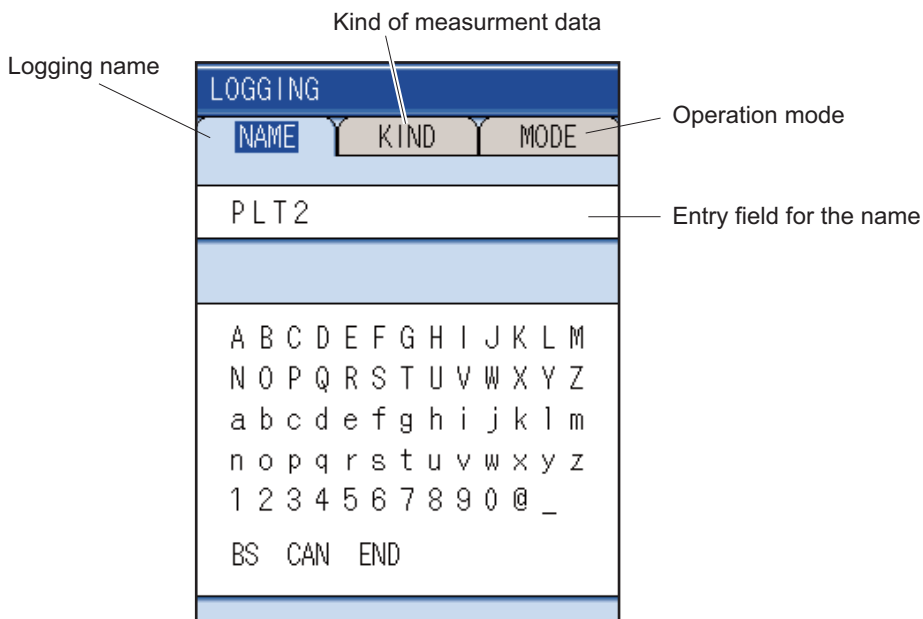 Kind of measurment data
Logging name
LOGGING
NAME KIND MODE
Operation mode
PLT2
Entry field for the name
A B C D E F G H I J K L M
N O P Q R S T U V W X Y Z
a b c d e f g h i j k l m
n o p q r s t u v w x y z
1 2 3 4 5 6 7 8 9 0 @ _
BS CAN END